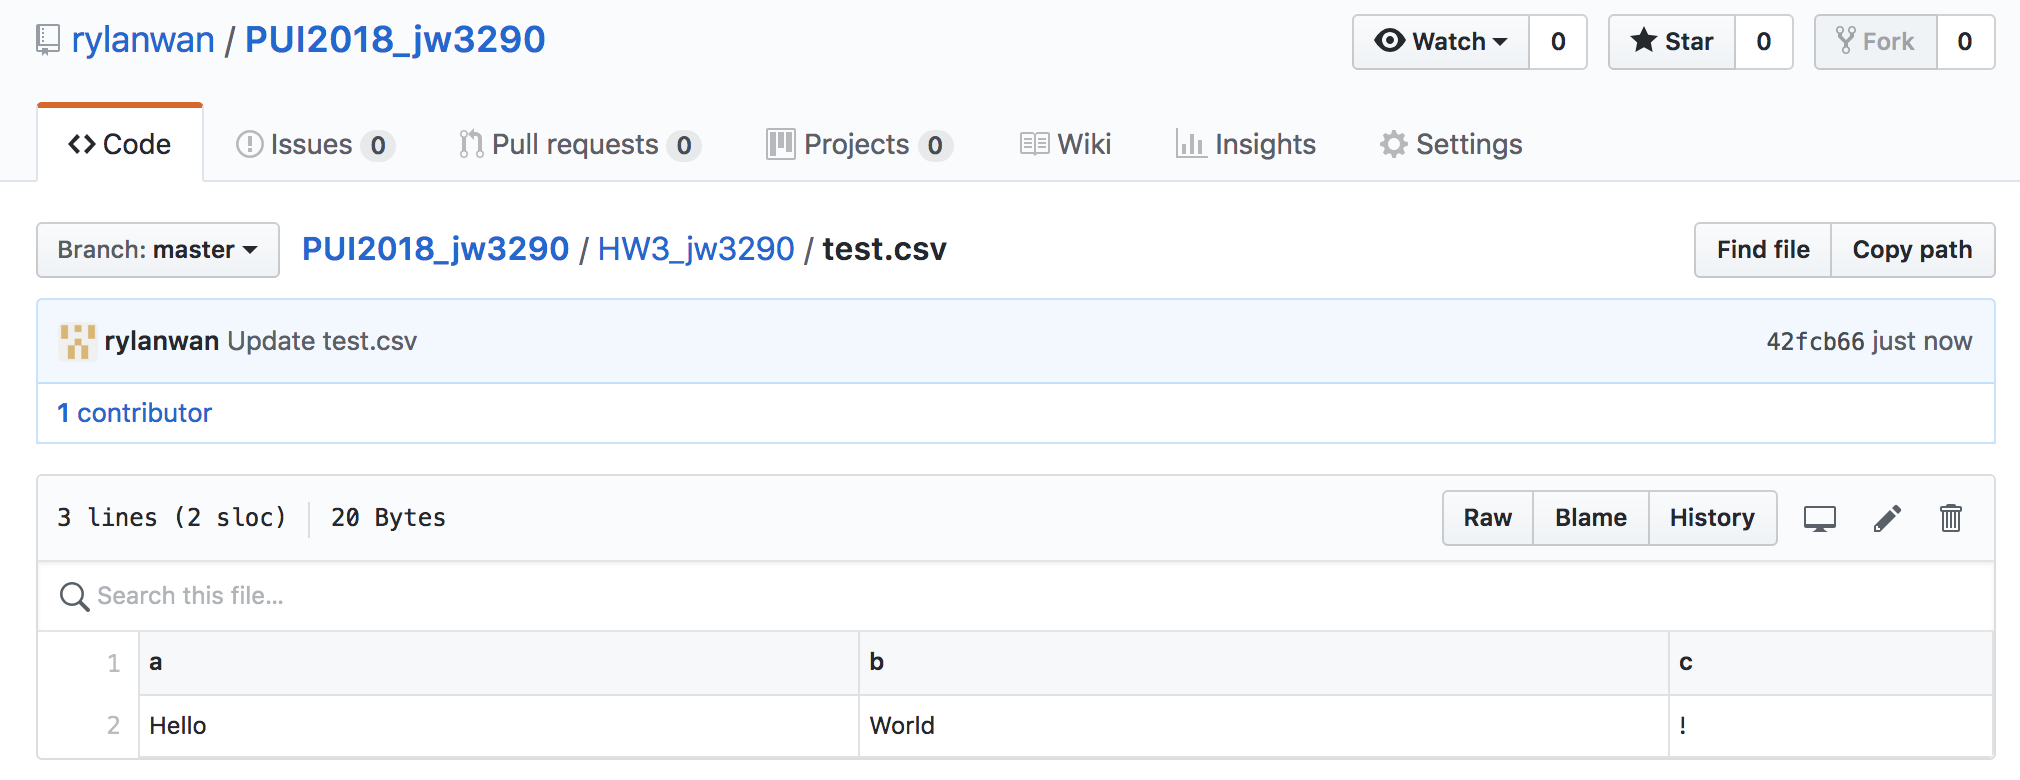 rylanwan / PUI2018_jw3290
Watch 0 Star 0 Fork 0
Code Issues 0 Pull requests 0 Projects 0 Wiki Insights Settings
Branch: master PUI2018_jw3290 / HW3_jw3290 / test.csv Find file Copy path
rylanwan Update test.csv 42fcb66 just now
1 contributor
3 lines (2 sloc) 20 Bytes Raw Blame History
Search this file...
1 a b c
2 Hello World !